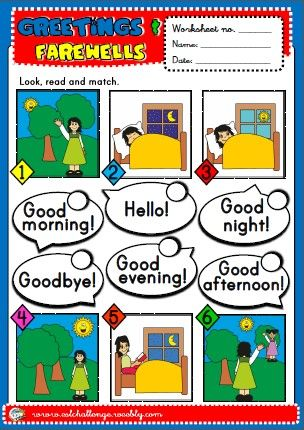 GREETINGS &
FAREWELLS
Worksheet no.
Name:
Date:
Look, read and match.
1
2
3
Good
morning!
Hello!
Good
night!
Goodbye!
Good
evening!
Good
afternoon!
4
5
6
www.eslchallenge.weebly.com